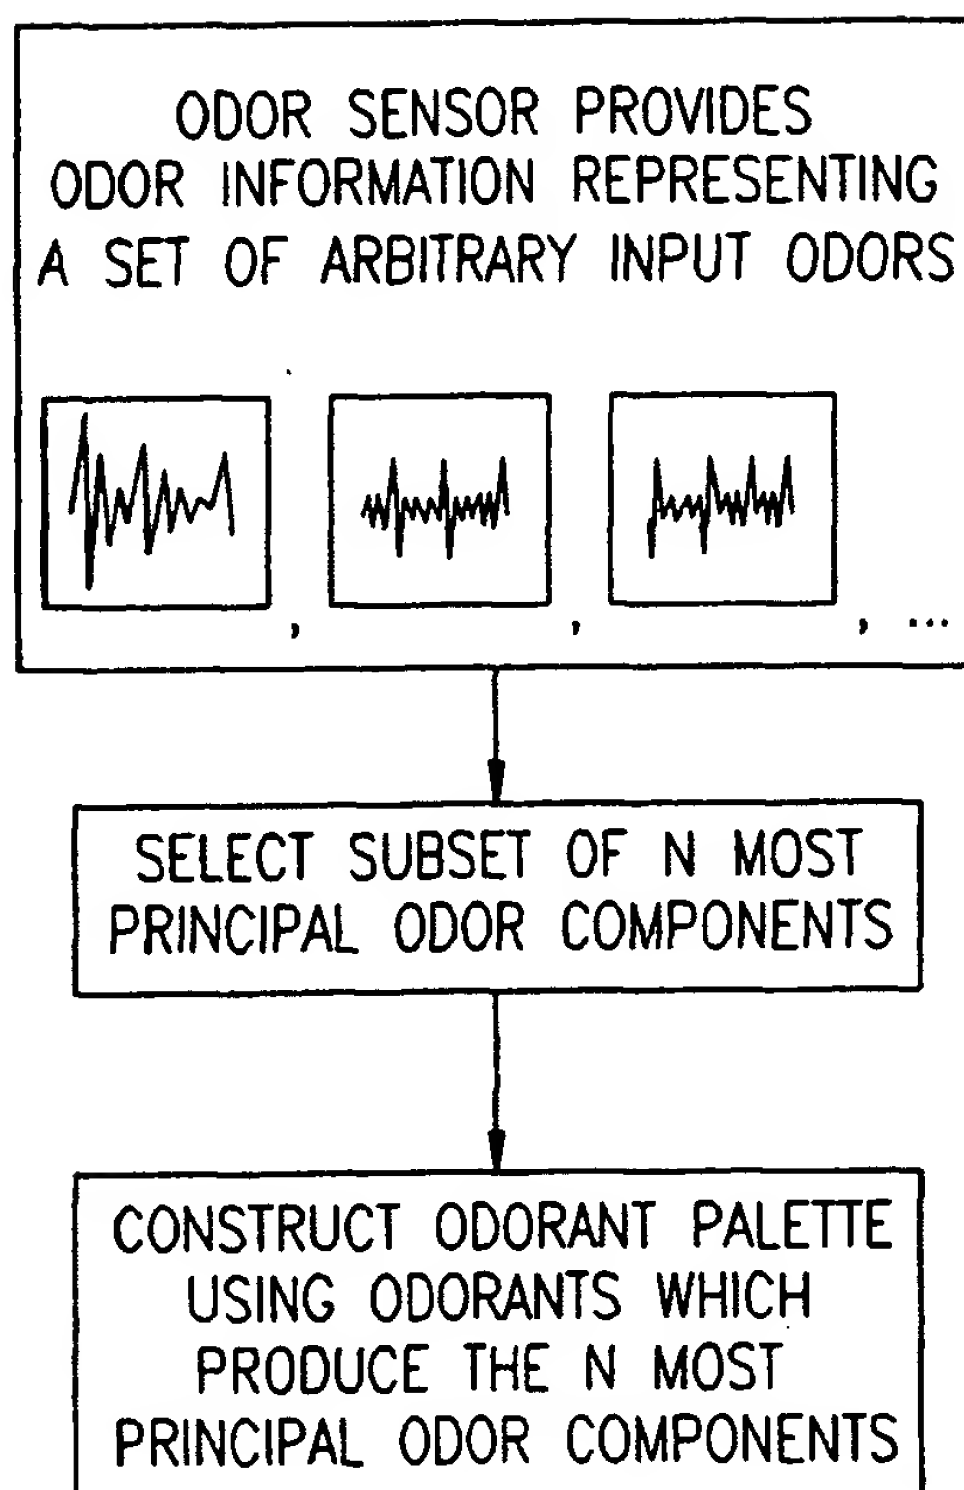 ODOR SENSOR PROVIDES
ODOR INFORMATION REPRESENTING
A SET OF ARBITRARY INPUT ODORS
, , , ...
SELECT SUBSET OF N MOST
PRINCIPAL ODOR COMPONENTS
CONSTRUCT ODORANT PALETTE
USING ODORANTS WHICH
PRODUCE THE N MOST
PRINCIPAL ODOR COMPONENTS